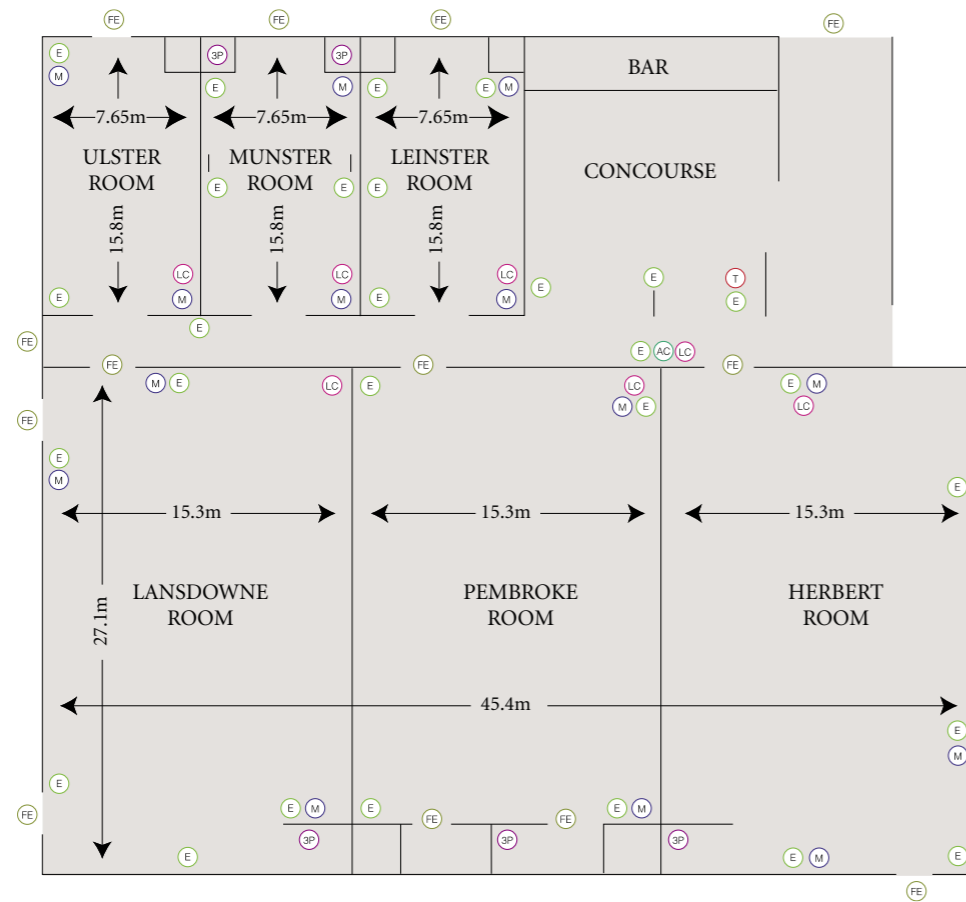 FE FE FE FE
E 3P 3P
M E M E E M
BAR
7.65m 7.65m 7.65m
ULSTER
ROOM
MUNSTER
ROOM
LEINSTER
ROOM
CONCOURSE
E E E
15.8m 15.8m 15.8m
LC LC LC E T
E M M E M E E
E
FE
E AC LC
FE FE FE
M E LC E LC E M
M E LC
FE
E
M
E
15.3m 15.3m 15.3m
LANSDOWNE
ROOM
PEMBROKE
ROOM
HERBERT
ROOM
27.1m
45.4m
E
M
E
FE
E M E FE FE E M
3P 3P 3P
E E M E
FE